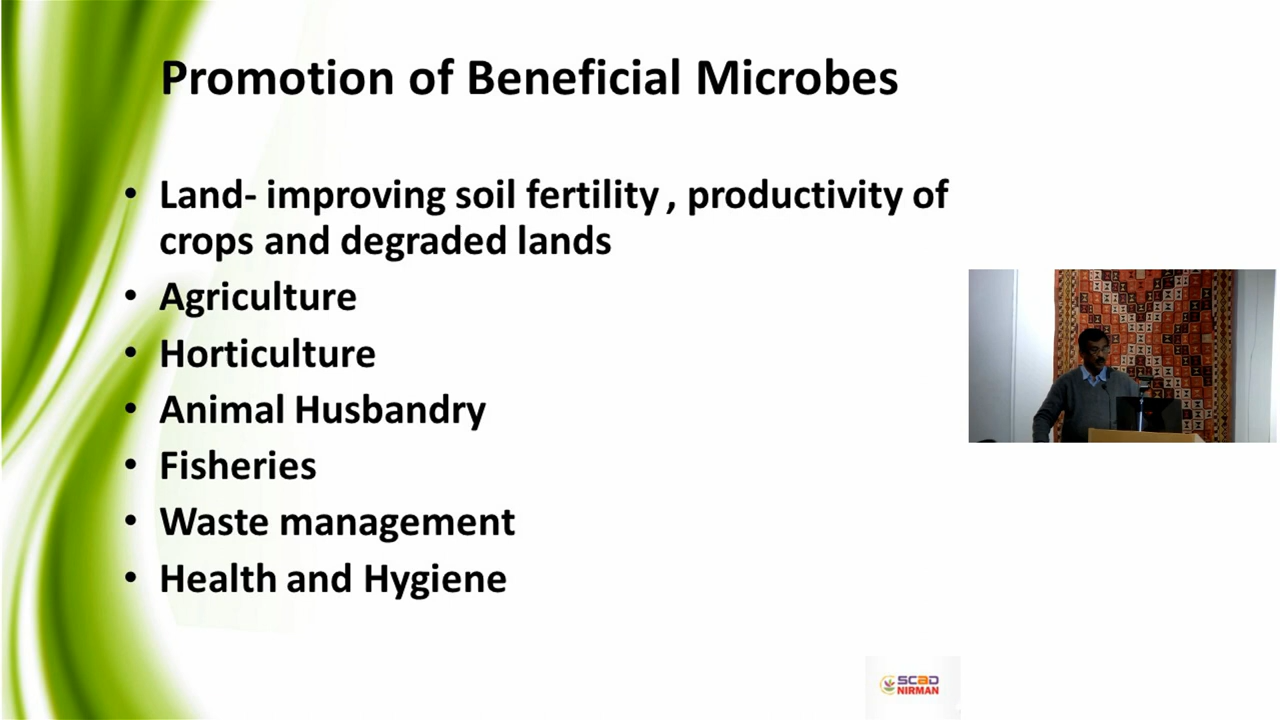 Promotion of Beneficial Microbes
• Land- improving soil fertility , productivity of
crops and degraded lands
• Agriculture
• Horticulture
• Animal Husbandry
• Fisheries
• Waste management
• Health and Hygiene
SCAD
NIRMAN